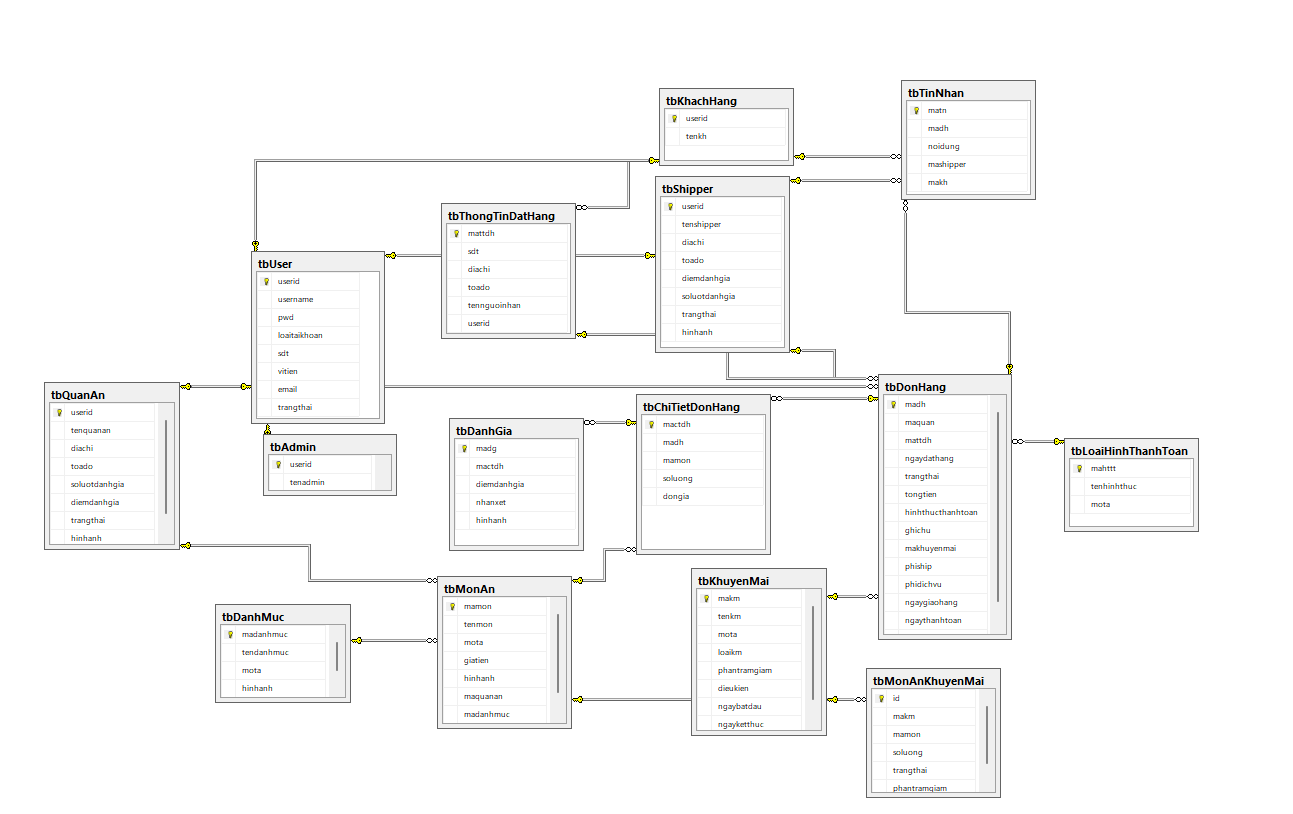 tbKhachHang
userid
tenkh
tbTinNhan
matn
madh
noidung
mashipper
makh
tbShipper
userid
tenshipper
diachi
toado
diemdanhgia
soluotdanhgia
trangthai
hinhanh
tbThongTinDatHang
mattdh
sdt
diachi
toado
tennguoinhan
userid
tbUser
userid
username
pwd
loaitaikhoan
sdt
vitien
email
trangthai
tbQuanAn
userid
tenquanan
diachi
toado
soluotdanhgia
diemdanhgia
trangthai
hinhanh
tbAdmin
userid
tenadmin
tbDanhGia
madg
mactdh
diemdanhgia
nhanxet
hinhanh
tbChiTietDonHang
mactdh
madh
mamon
soluong
dongia
tbDonHang
madh
maquan
mattdh
ngaydathang
trangthai
tongtien
hinhthucthanhtoan
ghichu
makhuyenmai
phiship
phidichvu
ngaygiaohang
ngaythanhtoan
tbLoaiHinhThanhToan
mahttt
tenhinhthuc
mota
tbDanhMuc
madanhmuc
tendanhmuc
mota
hinhanh
tbMonAn
mamon
tenmon
mota
giatien
hinhanh
maquanan
madanhmuc
tbKhuyenMai
makm
tenkm
mota
loaikm
phantramgiam
dieukien
ngaybatdau
ngayketthuc
tbMonAnKhuyenMai
id
makm
mamon
soluong
trangthai
phantramgiam